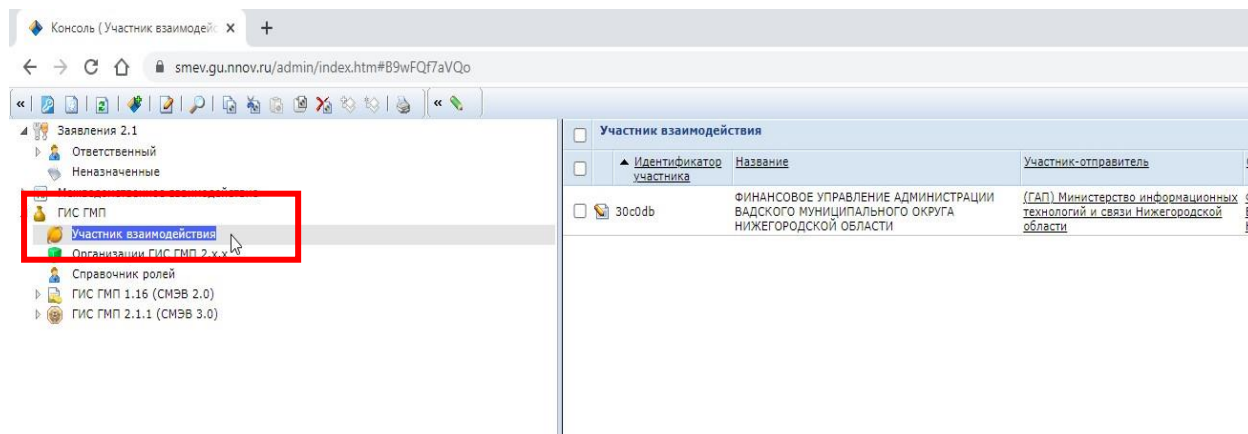 Консоль (Участник взаимодейс
smev.gu.nnov.ru/admin/index.htm#B9wFQf7aVQo
Заявления 2.1
Ответственный
Неназначенные
Межведомственное взаимодействие
ГИС ГМП
Участник взаимодействия
Организации ГИС ГМП 2.x.x
Справочник ролей
ГИС ГМП 1.16 (СМЭВ 2.0)
ГИС ГМП 2.1.1 (СМЭВ 3.0)
Участник взаимодействия
Идентификатор участника
Название
Участник-отправитель
30c0db
ФИНАНСОВОЕ УПРАВЛЕНИЕ АДМИНИСТРАЦИИ
ВАДСКОГО МУНИЦИПАЛЬНОГО ОКРУГА
НИЖЕГОРОДСКОЙ ОБЛАСТИ
(ГАП) Министерство информационных
технологий и связи Нижегородской
области